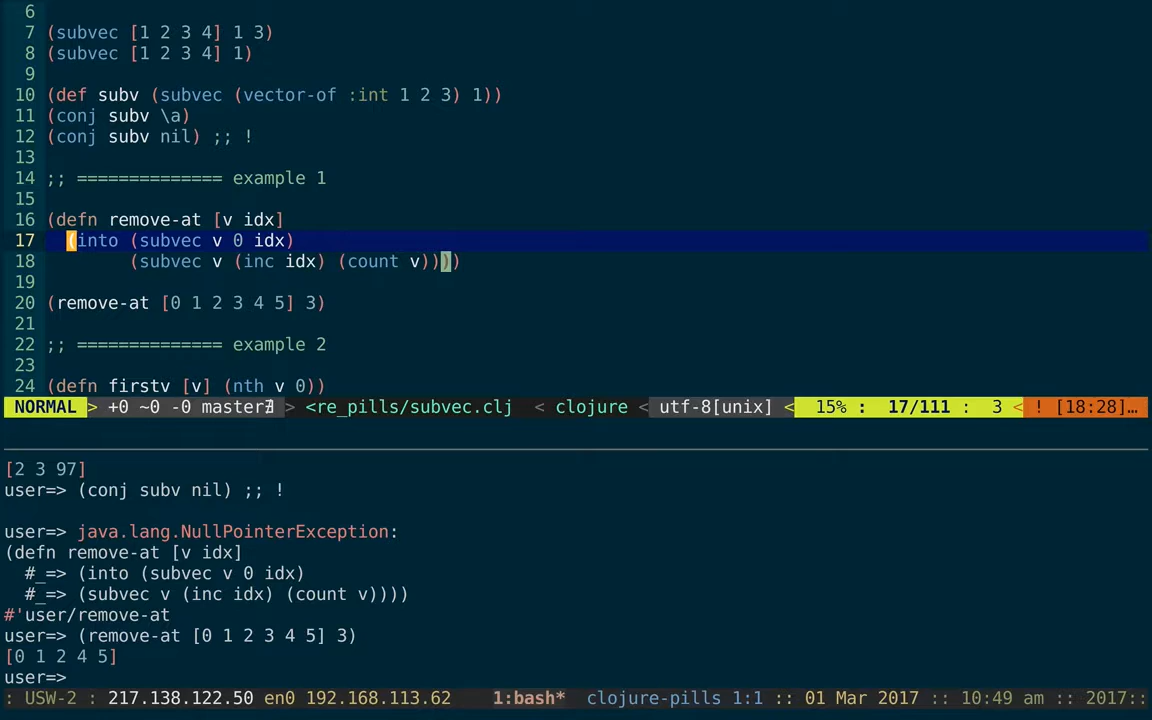 6
7 (subvec [1 2 3 4] 1 3)
8 (subvec [1 2 3 4] 1)
9
10 (def subv (subvec (vector-of :int 1 2 3) 1))
11 (conj subv \a)
12 (conj subv nil) ;; !
13
14 ;; ============== example 1
15
16 (defn remove-at [v idx]
17 (into (subvec v 0 idx)
18 (subvec v (inc idx) (count v))))
19
20 (remove-at [0 1 2 3 4 5] 3)
21
22 ;; ============== example 2
23
24 (defn firstv [v] (nth v 0))
NORMAL > +0 ~0 -0 master∄ > <re_pills/subvec.clj < clojure < utf-8[unix] < 15% : 17/111 : 3 < ! [18:28]…
[2 3 97]
user=> (conj subv nil) ;; !
user=> java.lang.NullPointerException:
(defn remove-at [v idx]
#_=> (into (subvec v 0 idx)
#_=> (subvec v (inc idx) (count v))))
#'user/remove-at
user=> (remove-at [0 1 2 3 4 5] 3)
[0 1 2 4 5]
user=>
: USW-2 : 217.138.122.50 en0 192.168.113.62 1:bash* clojure-pills 1:1 :: 01 Mar 2017 :: 10:49 am :: 2017::